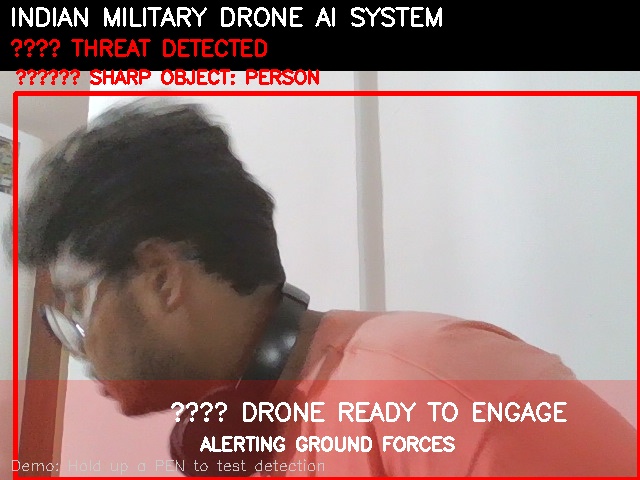 INDIAN MILITARY DRONE AI SYSTEM
???? THREAT DETECTED
?????? SHARP OBJECT: PERSON
???? DRONE READY TO ENGAGE
ALERTING GROUND FORCES
Demo: Hold up a PEN to test detection